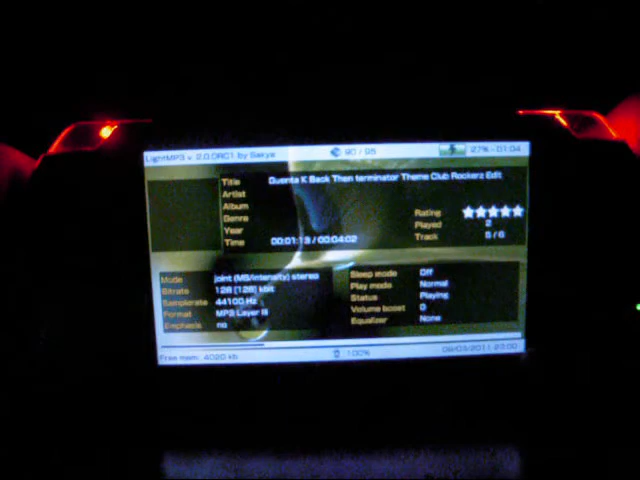 LightMP3 v. 2.0.0RC1 by Sakya 90 / 95 27% - 01:04
Title Guenta K Back Then terminator Theme Club Rockerz Edit
Artist
Album
Genre Rating
Year Played 2
Time 00:01:13 / 00:04:02 Track 5 / 6
Mode joint (MS/intensity) stereo Sleep mode Off
Bitrate 128 [128] kbit Play mode Normal
Samplerate 44100 Hz Status Playing
Format MP3 Layer III Volume boost 0
Emphasis no Equalizer None
Free mem: 4020 kb 100% 09/03/2011 23:00